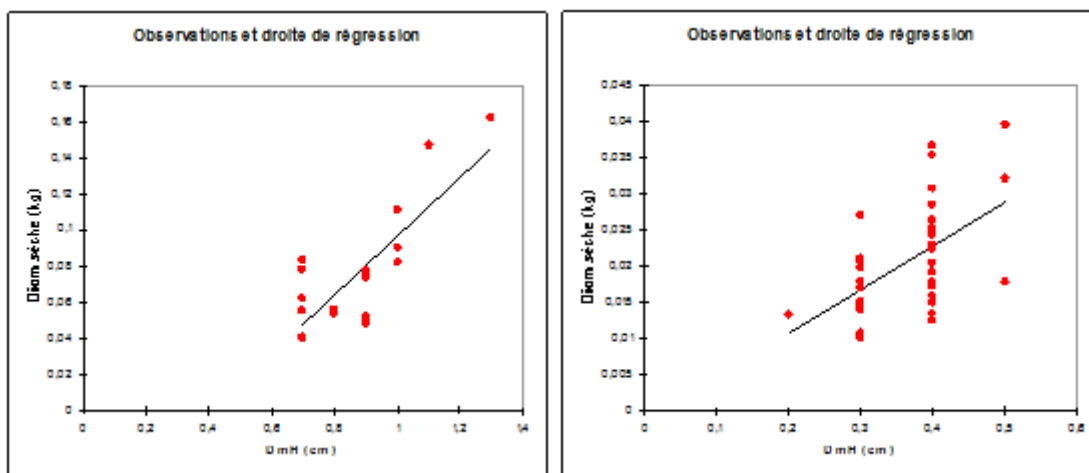 Observations et droite de régression
0,18
0,16
0,14
0,12
0,1
0,08
0,06
0,04
0,02
0
Biom.sèche (kg)
0 0,2 0,4 0,6 0,8 1 1,2 1,4
DmH (cm)
Observations et droite de régression
0,045
0,04
0,035
0,03
0,025
0,02
0,015
0,01
0,005
0
Biom.sèche (kg)
0 0,1 0,2 0,3 0,4 0,5 0,6
DmH (cm)